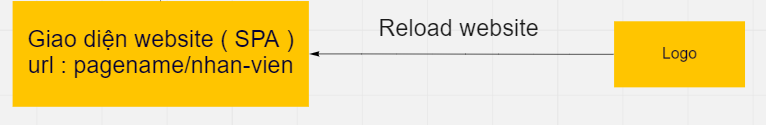 Giao diện website ( SPA )
url : pagename/nhan-vien
Reload website
Logo